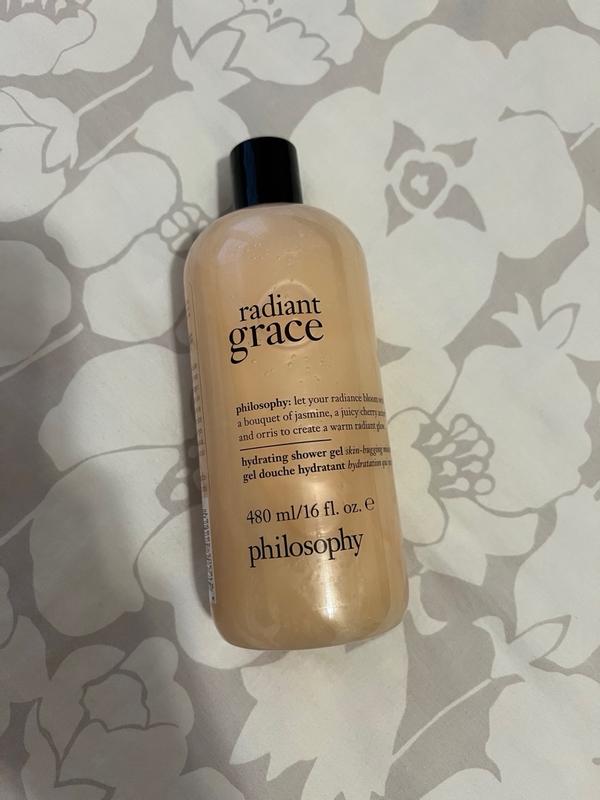 radiant
grace
philosophy: let your radiance bloom
a bouquet of jasmine, a juicy cherry
and orris to create a warm radiant glow
hydrating shower gel skin-hugging
gel douche hydratant hydratation
480 ml/16 fl. oz. e
philosophy